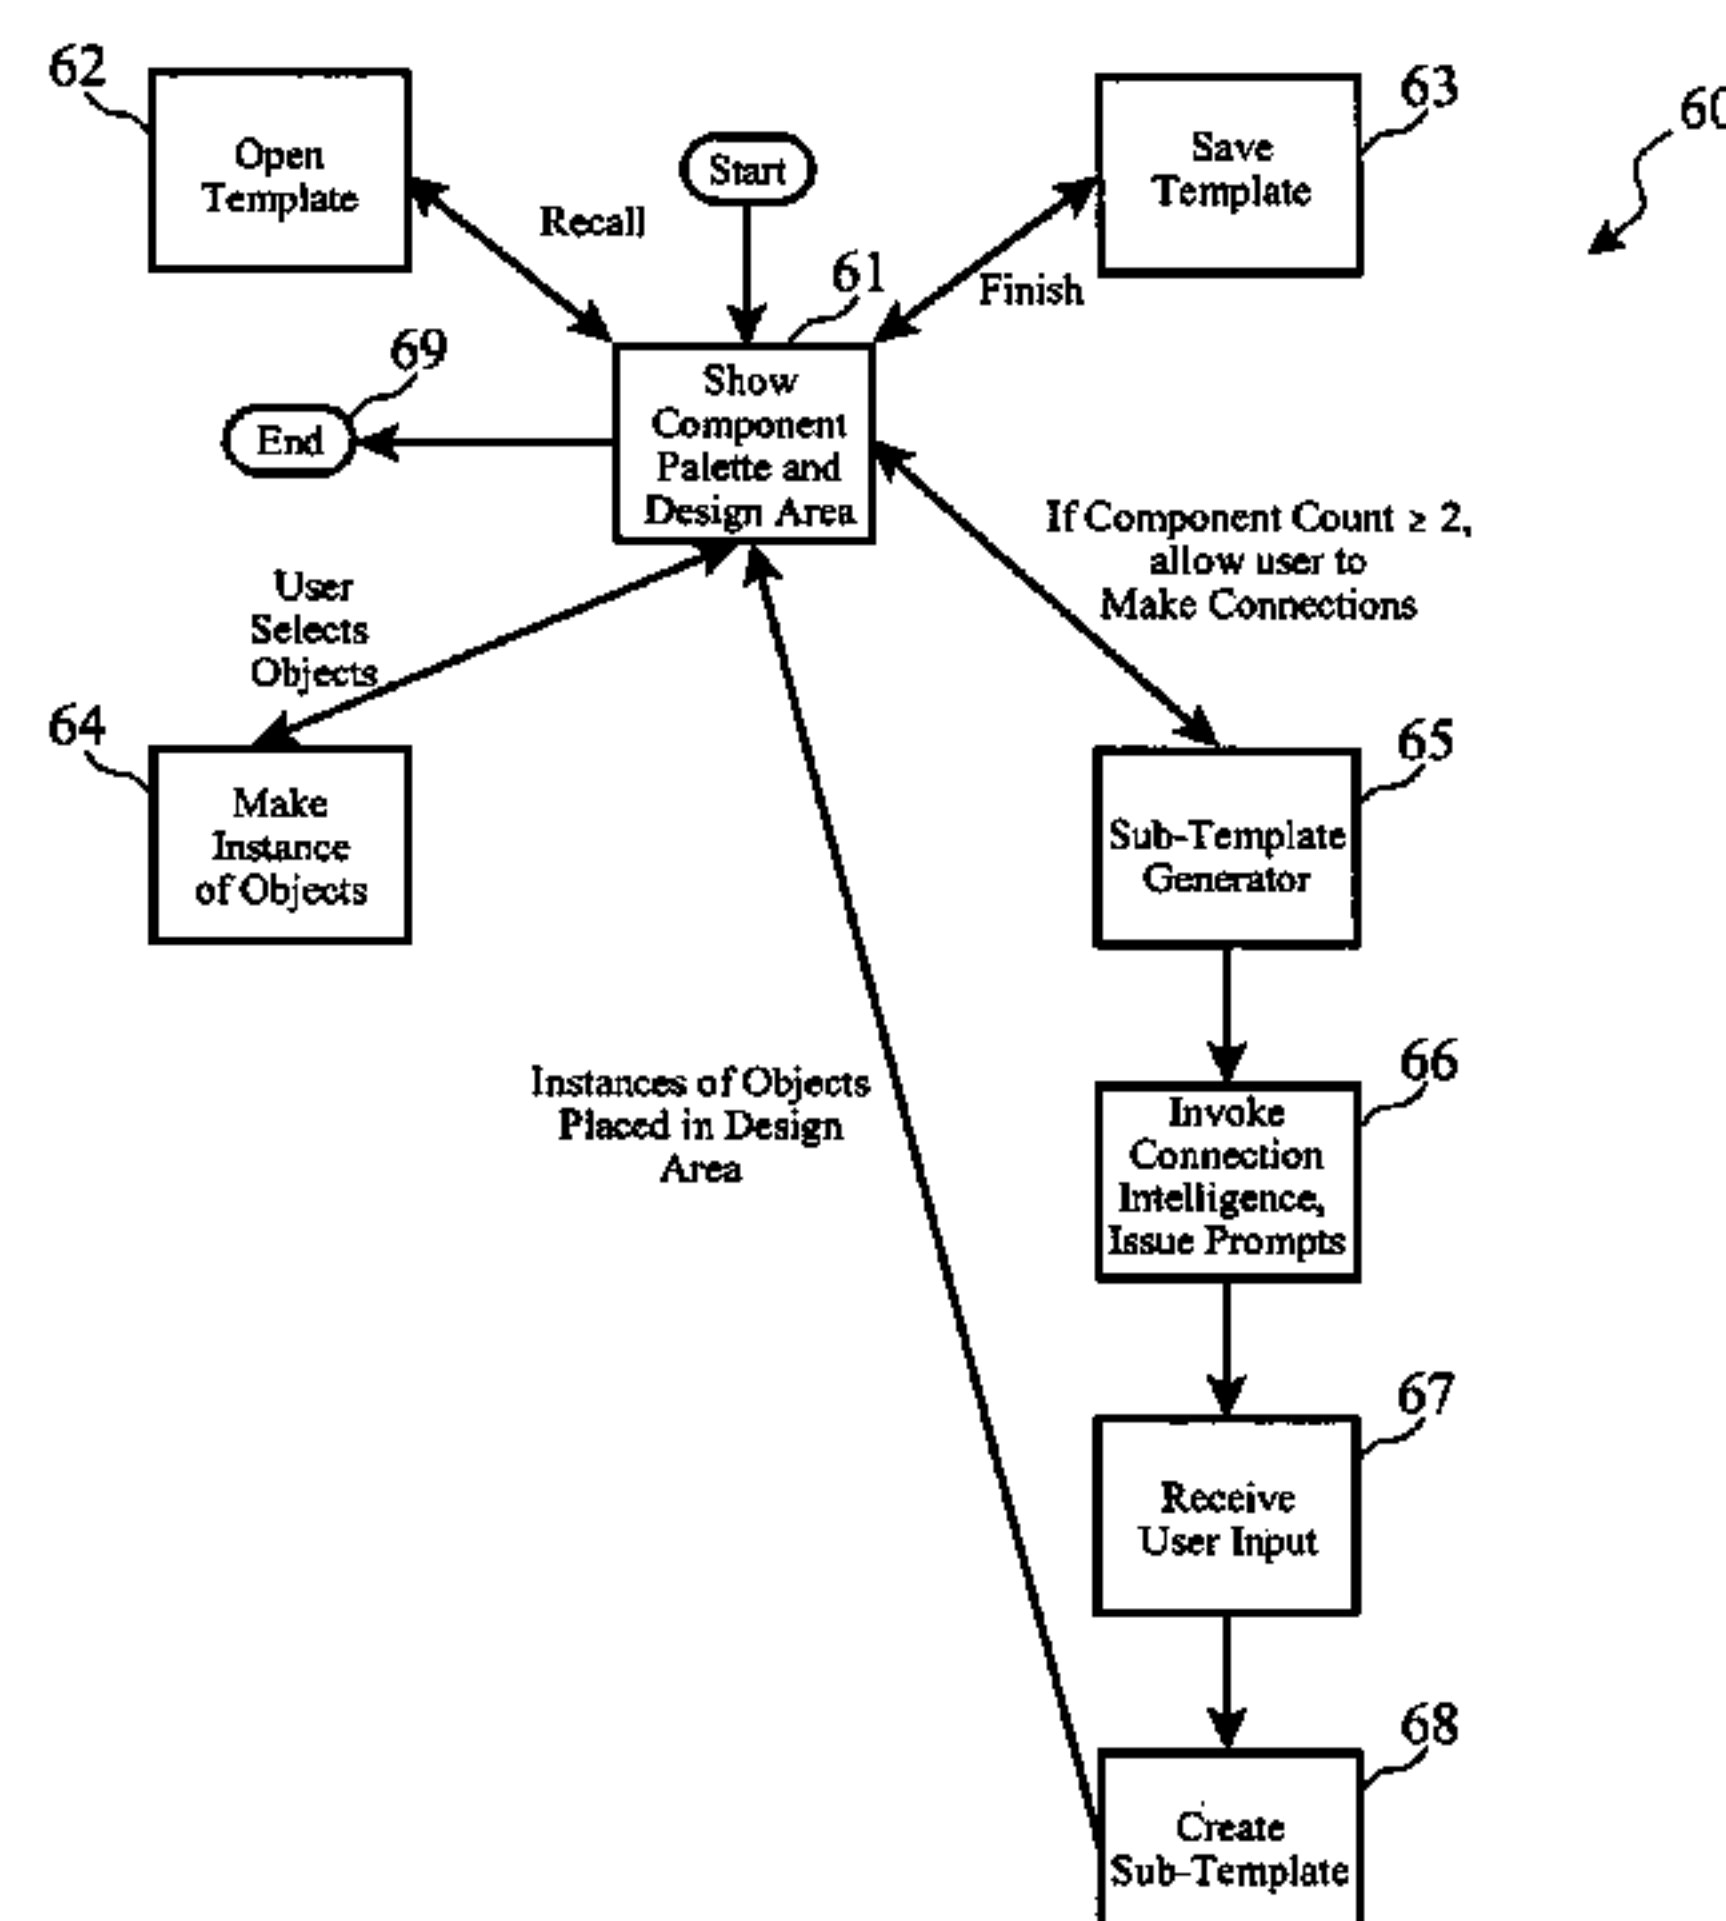 62
Open
Template
Recall
Start
63
Save
Template
60
Finish
61
69
End
Show
Component
Palette and
Design Area
If Component Count ≥ 2,
allow user to
Make Connections
User
Selects
Objects
64
Make
Instance
of Objects
65
Sub-Template
Generator
Instances of Objects
Placed in Design
Area
66
Invoke
Connection
Intelligence,
Issue Prompts
67
Receive
User Input
68
Create
Sub-Template